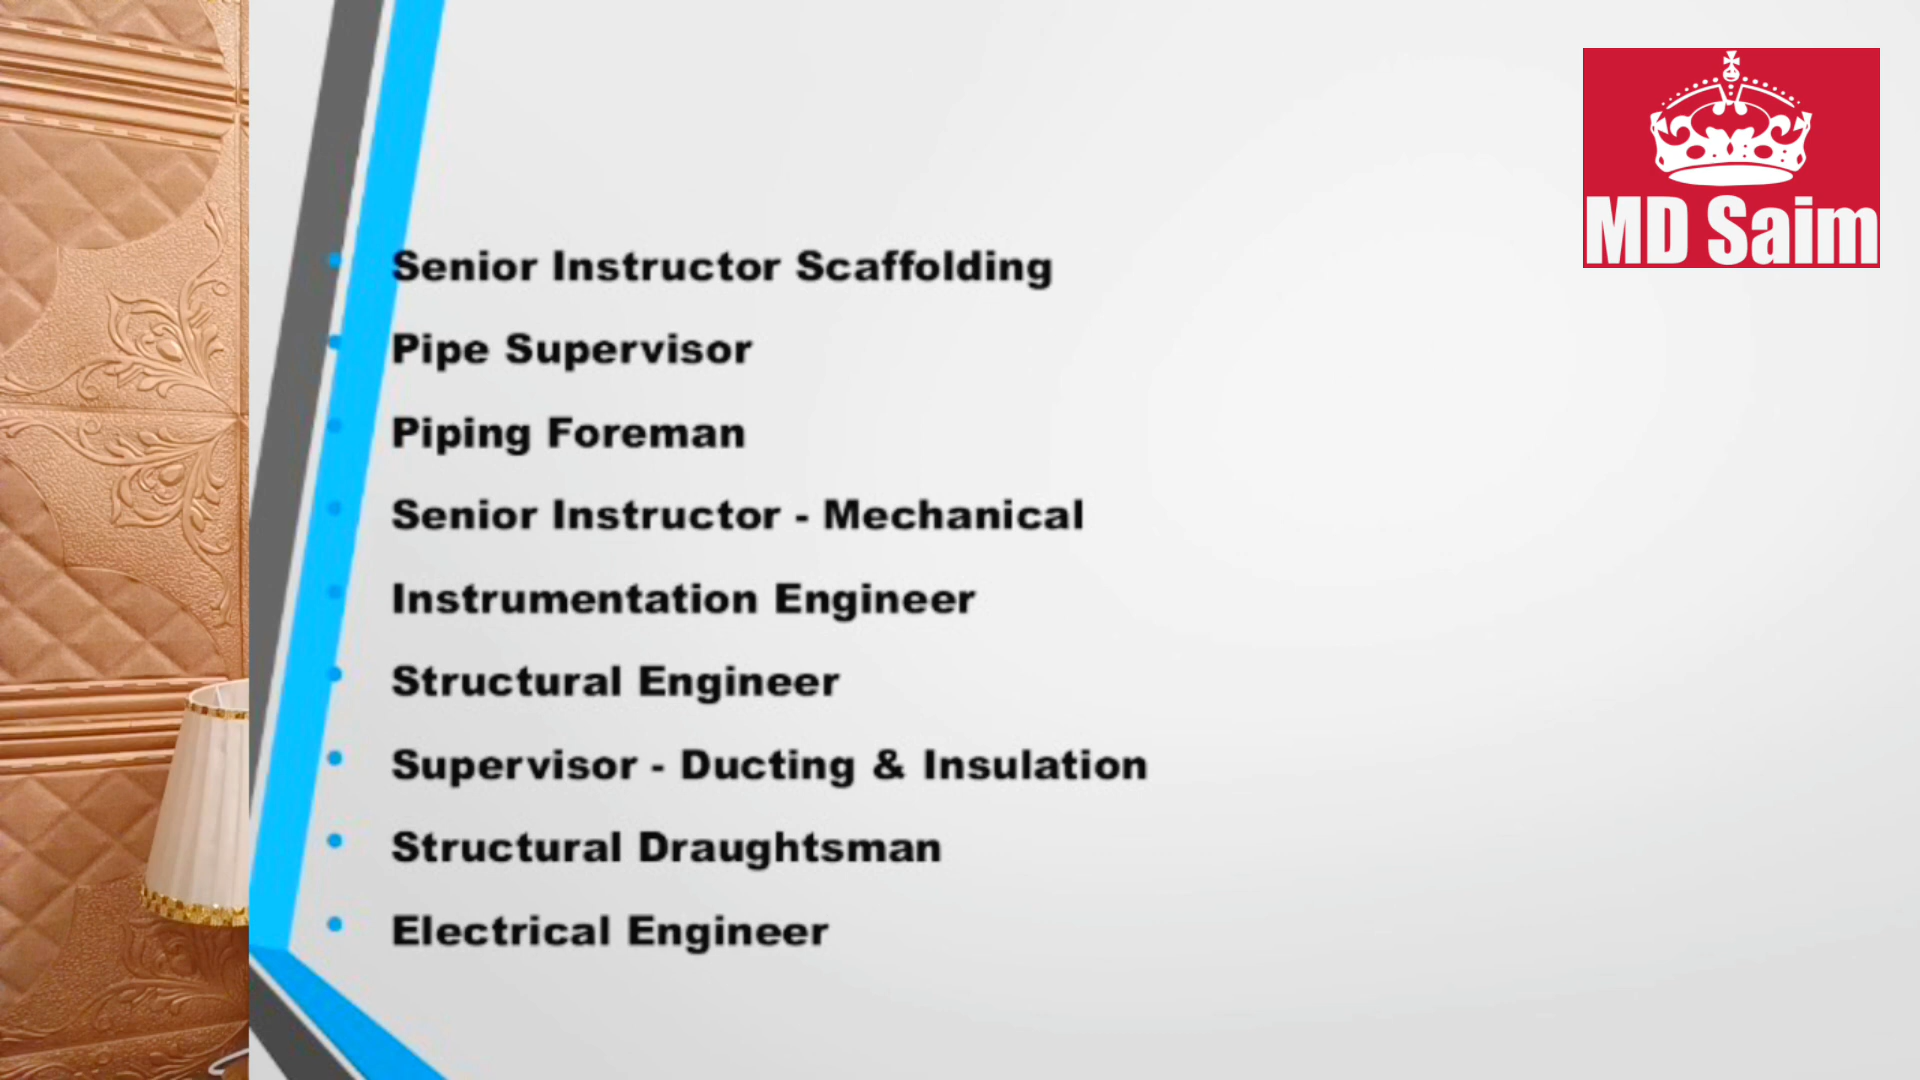 MD Saim
Senior Instructor Scaffolding
Pipe Supervisor
Piping Foreman
Senior Instructor - Mechanical
Instrumentation Engineer
Structural Engineer
Supervisor - Ducting & Insulation
Structural Draughtsman
Electrical Engineer